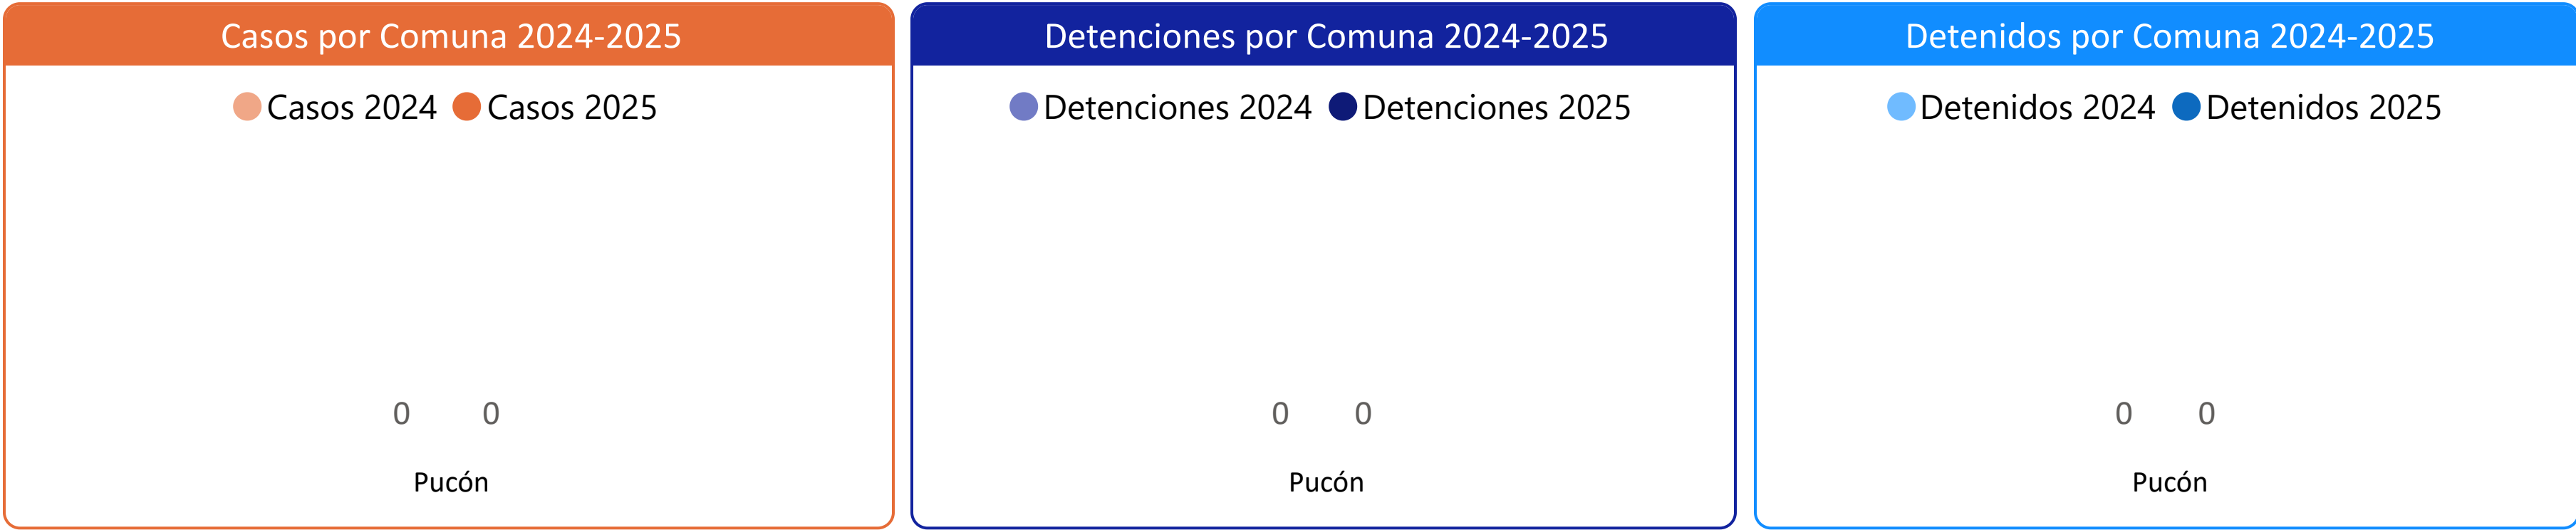 Casos por Comuna 2024-2025
Casos 2024 Casos 2025
0 0
Pucón
Detenciones por Comuna 2024-2025
Detenciones 2024 Detenciones 2025
0 0
Pucón
Detenidos por Comuna 2024-2025
Detenidos 2024 Detenidos 2025
0 0
Pucón